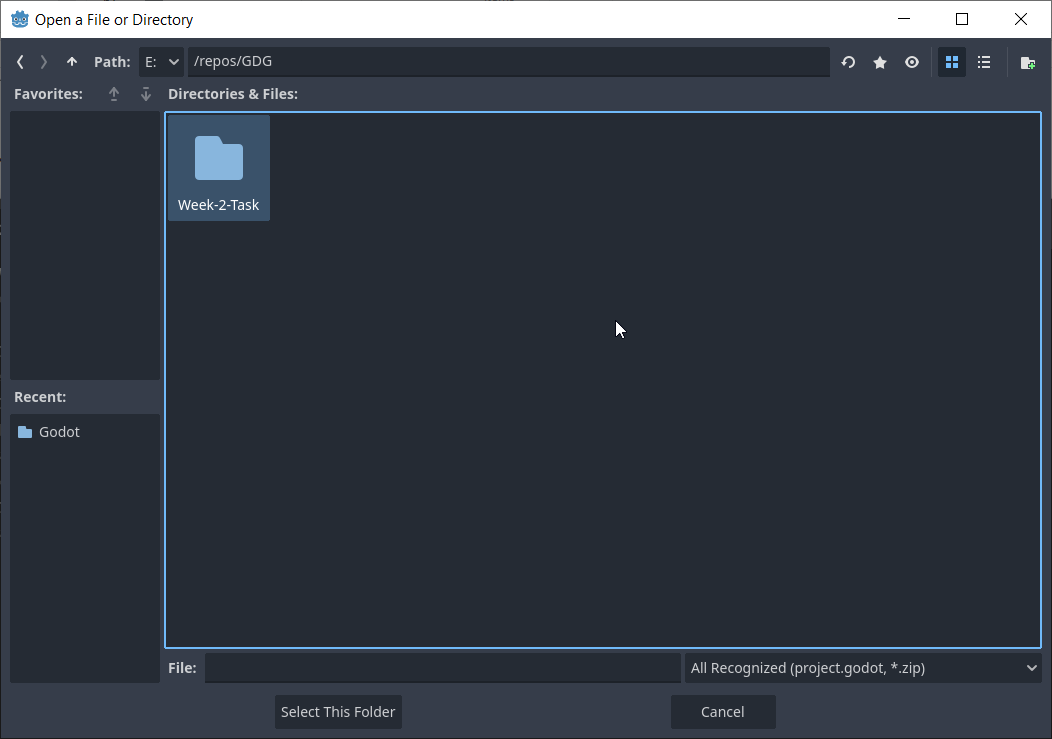 Open a File or Directory
Path: E: /repos/GDG
Favorites:
Directories & Files:
Week-2-Task
Recent:
Godot
File: All Recognized (project.godot, *.zip)
Select This Folder Cancel